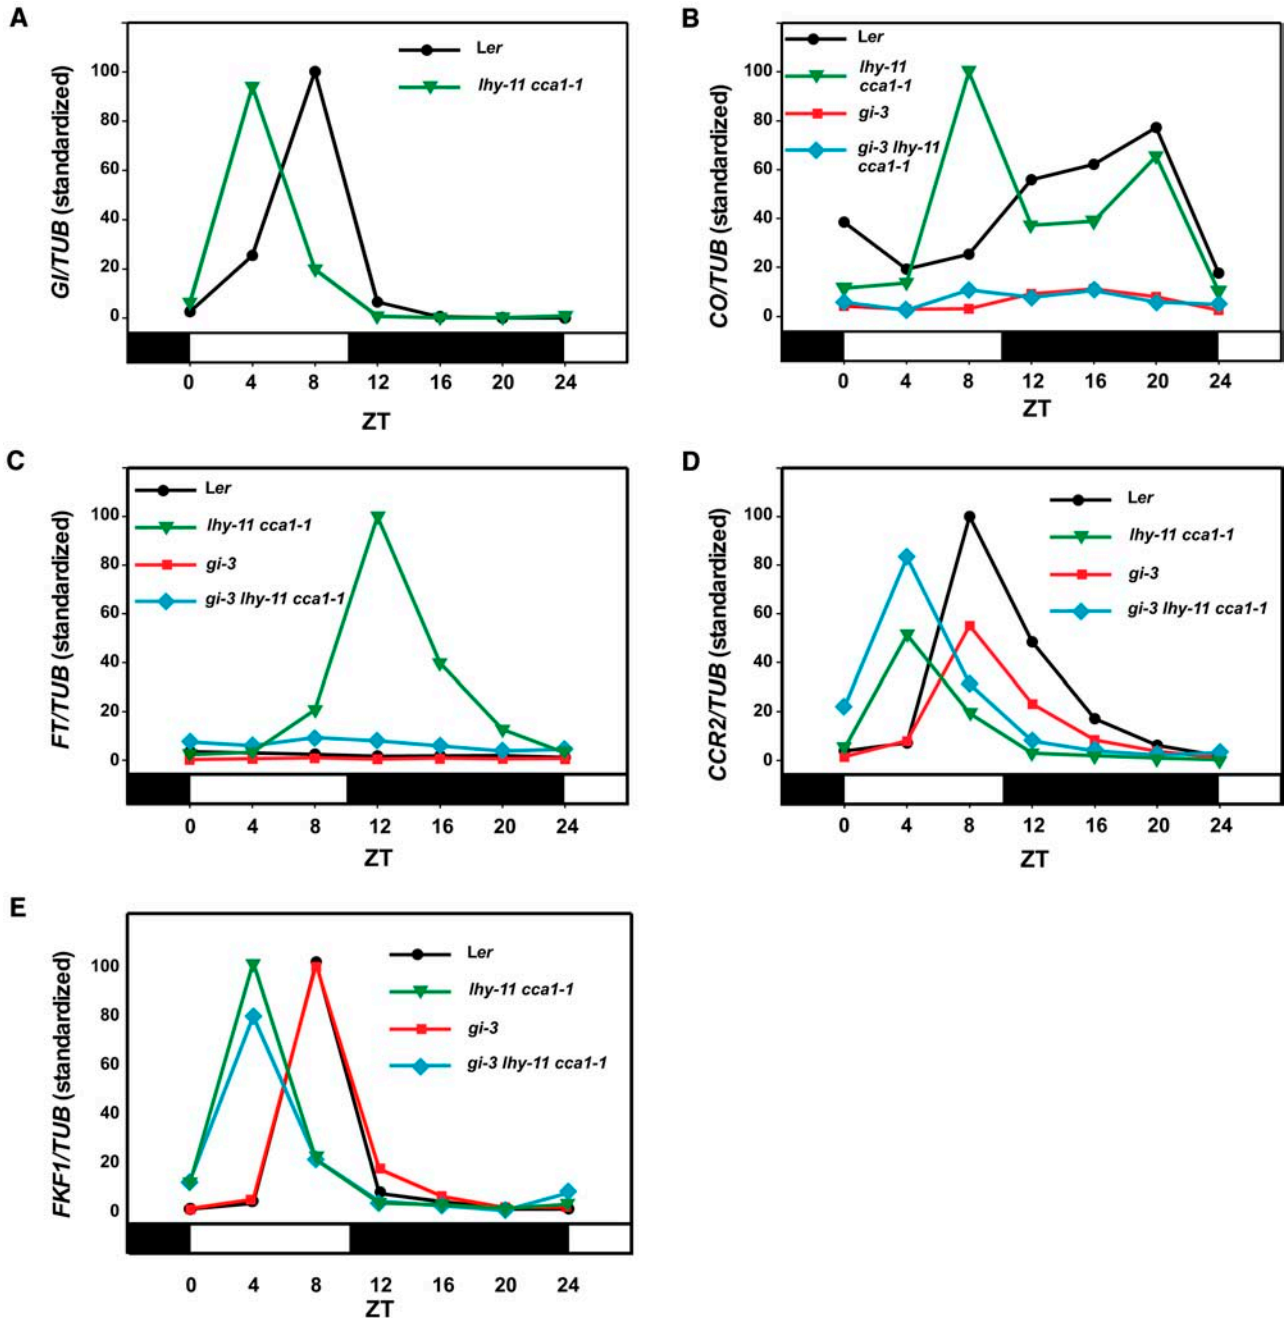 A
GI/TUB (standardized)
100
80
60
40
20
0
Ler
lhy-11 cca1-1
0 4 8 12 16 20 24
ZT
B
CO/TUB (standardized)
100
80
60
40
20
0
Ler
lhy-11
cca1-1
gi-3
gi-3 lhy-11
cca1-1
0 4 8 12 16 20 24
ZT
C
FT/TUB (standardized)
100
80
60
40
20
0
Ler
lhy-11 cca1-1
gi-3
gi-3 lhy-11 cca1-1
0 4 8 12 16 20 24
ZT
D
CCR2/TUB (standardized)
100
80
60
40
20
0
Ler
lhy-11 cca1-1
gi-3
gi-3 lhy-11 cca1-1
0 4 8 12 16 20 24
ZT
E
FKF1/TUB (standardized)
100
80
60
40
20
0
Ler
lhy-11 cca1-1
gi-3
gi-3 lhy-11 cca1-1
0 4 8 12 16 20 24
ZT